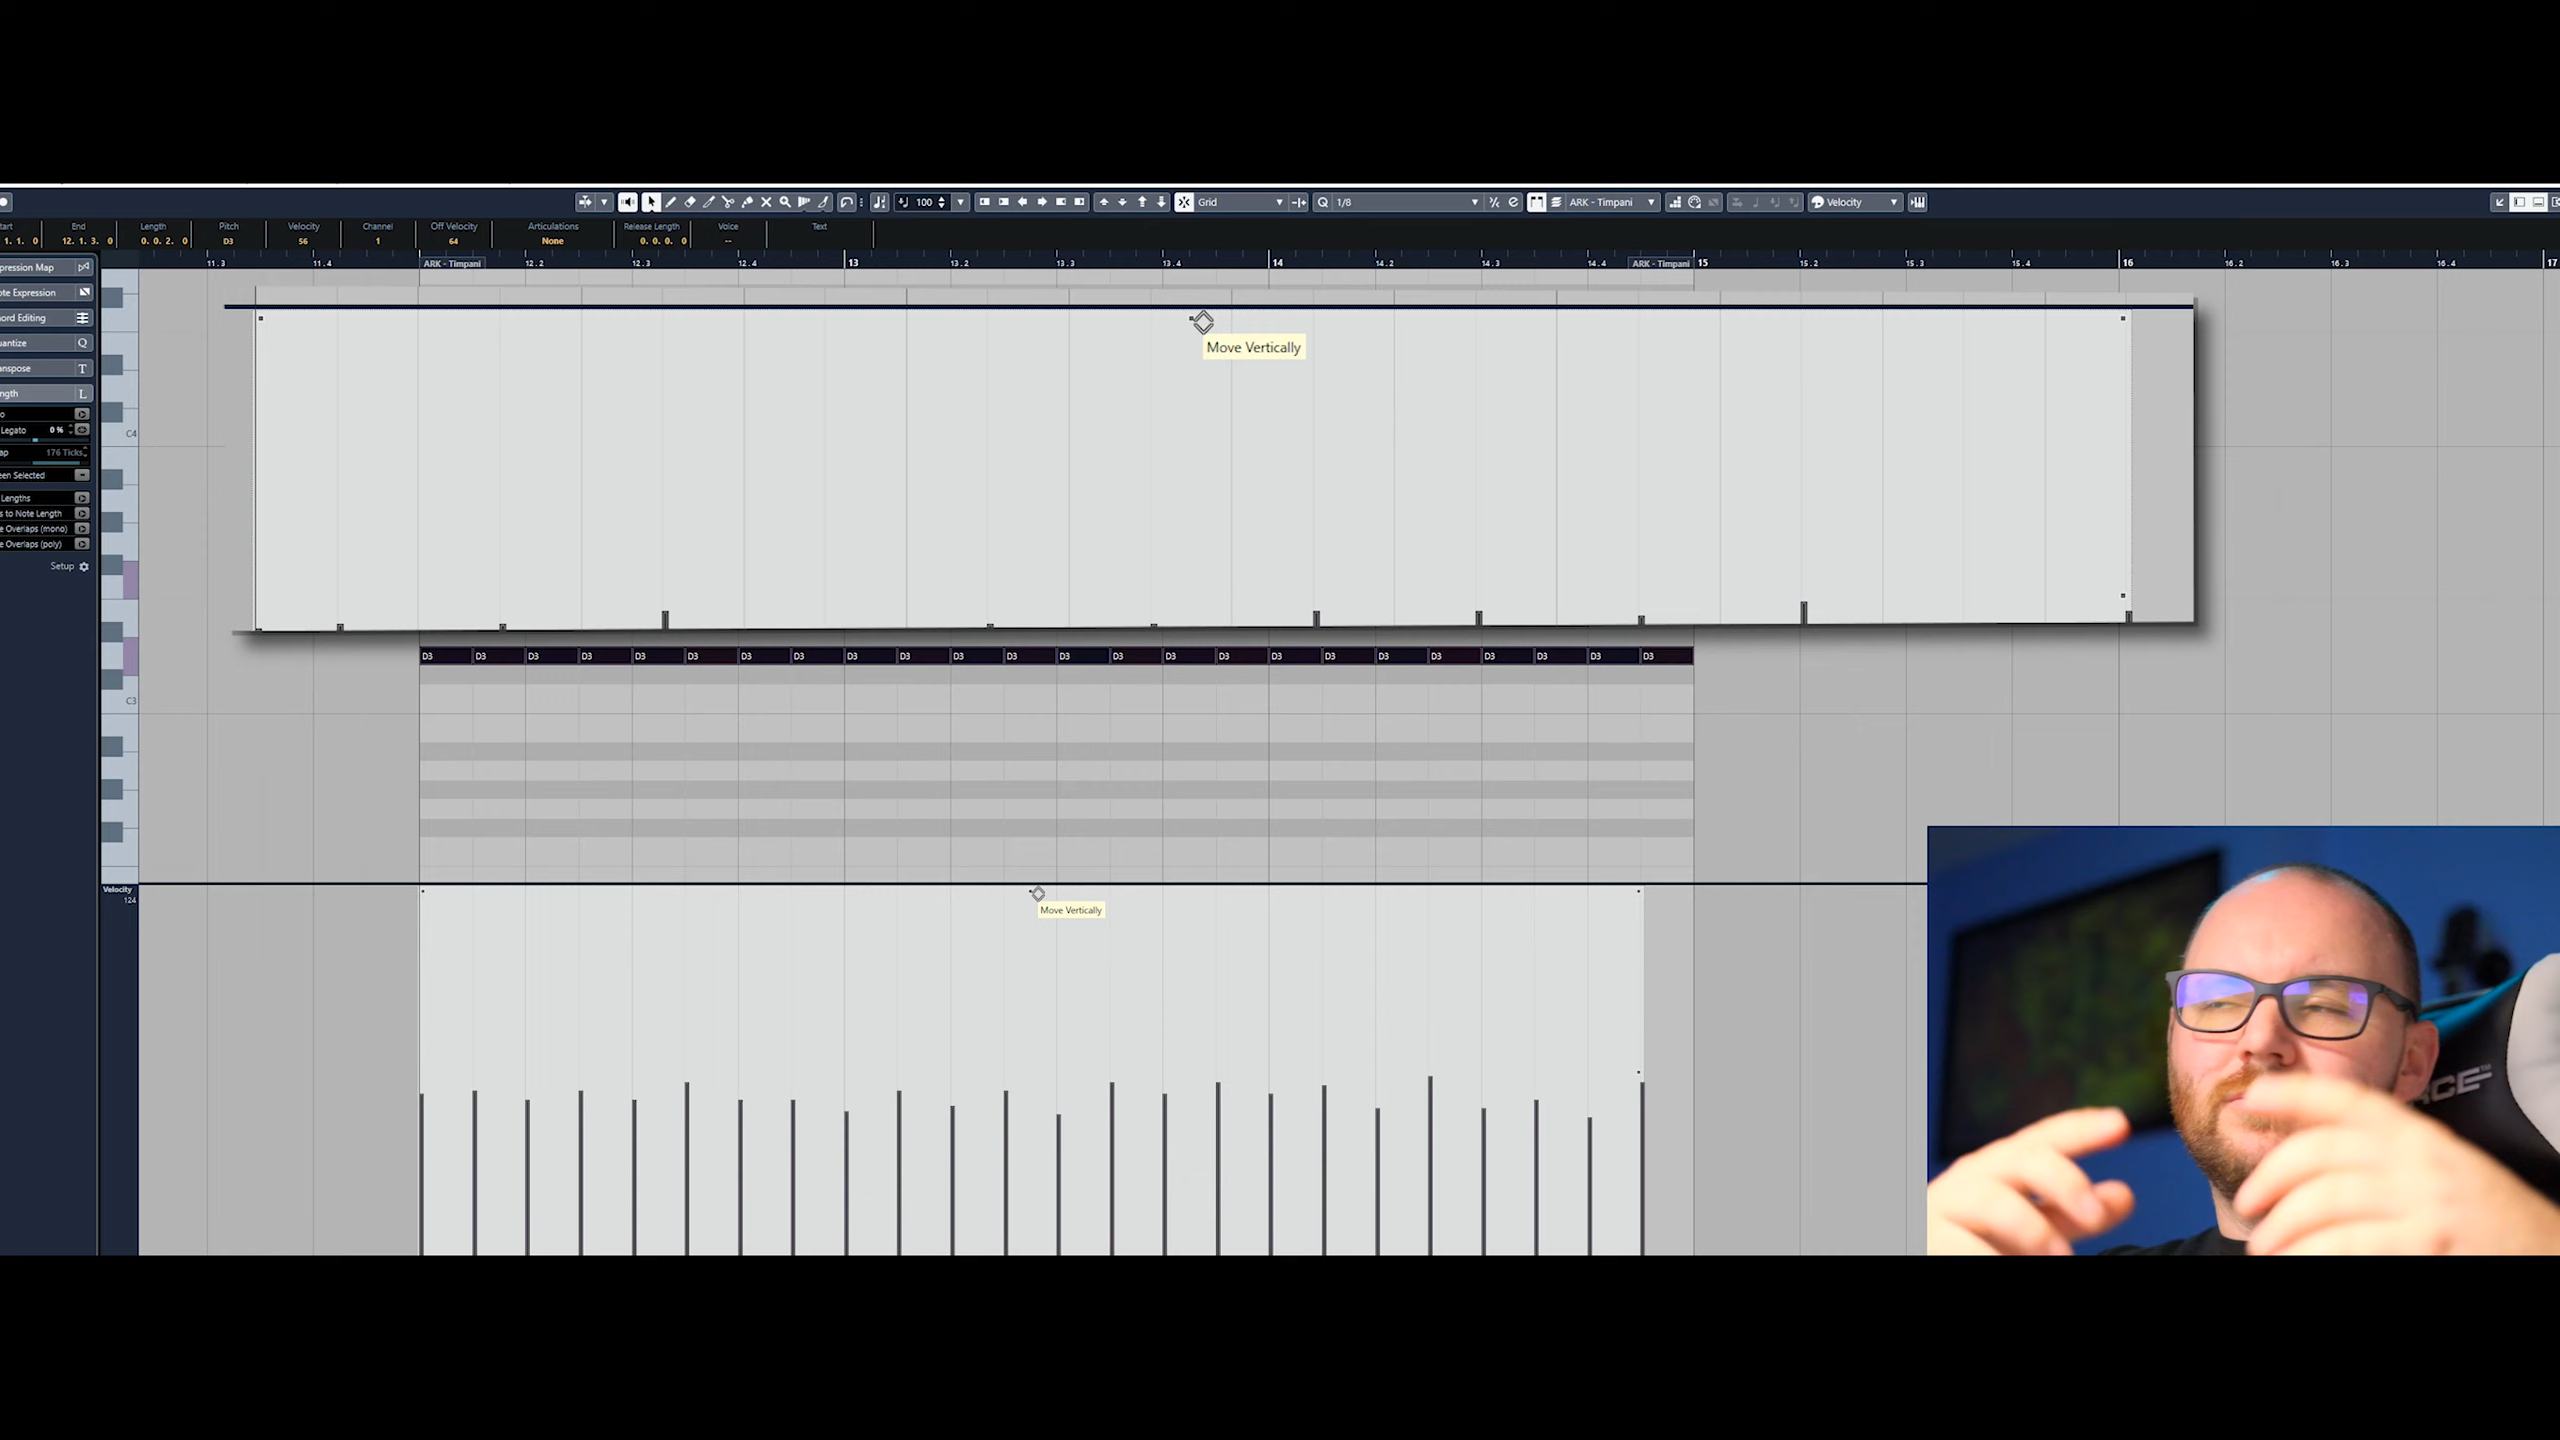 100
Grid
1/8
ARK - Timpani
Velocity
tart
End
Length
Pitch
Velocity
Channel
Off Velocity
Articulations
Release Length
Voice
Text
1. 1. 0
12. 1. 3. 0
0. 0. 2. 0
D3
56
1
64
None
0. 0. 0. 0
--
11.3
11.4
ARK - Timpani
12.2
12.3
12.4
13
13.2
13.3
13.4
14
14.2
14.3
14.4
ARK - Timpani
15
15.2
15.3
15.4
16
16.2
16.3
16.4
17
pression Map
ote Expression
hord Editing
uantize
Q
anspose
T
ngth
L
o
Legato
0 %
ap
176 Ticks
een Selected
Lengths
s to Note Length
e Overlaps (mono)
e Overlaps (poly)
Setup
Move Vertically
C4
D3 D3 D3 D3 D3 D3 D3 D3 D3 D3 D3 D3 D3 D3 D3 D3 D3 D3 D3 D3 D3 D3 D3 D3
C3
Velocity
124
Move Vertically